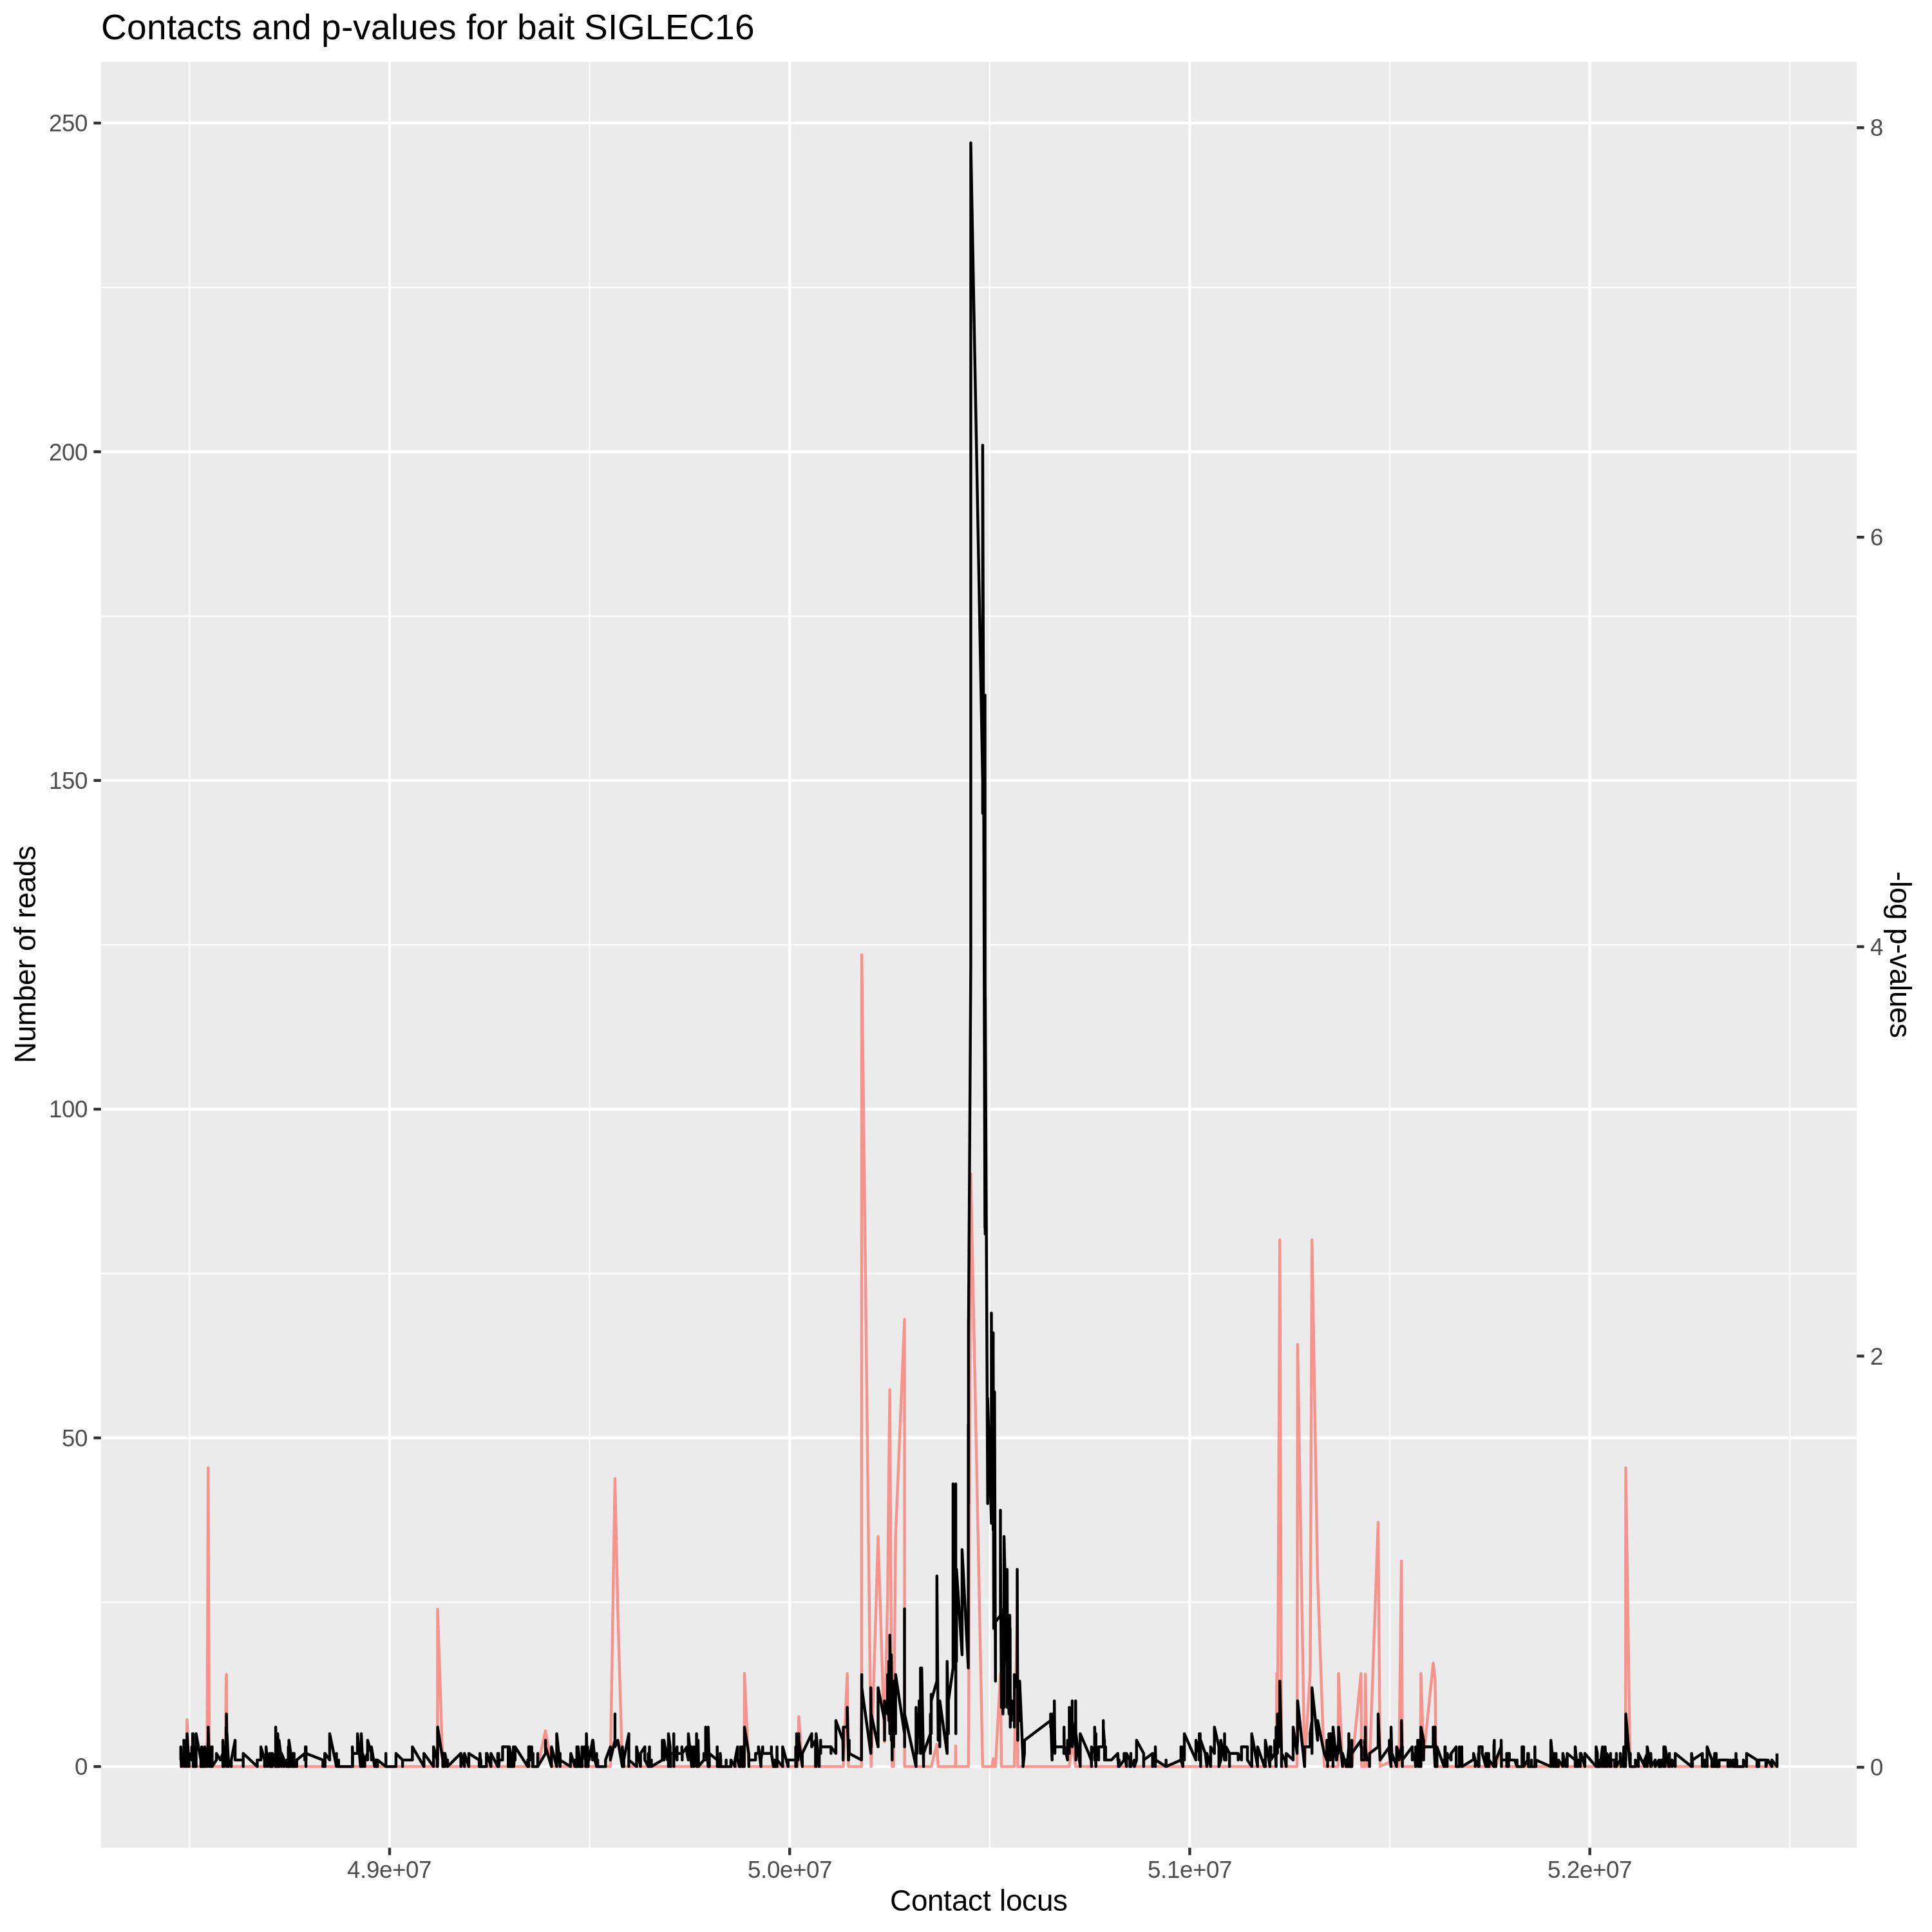 Contacts and p-values for bait SIGLEC16
250
200
150
100
50
0
Number of reads
8
6
4
2
0
-log p-values
4.9e+07
5.0e+07
5.1e+07
5.2e+07
Contact locus